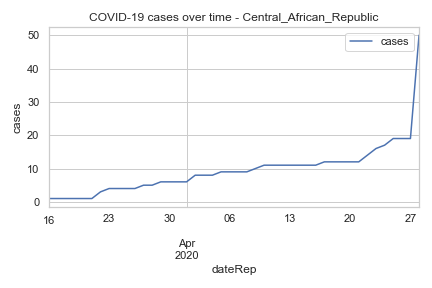 COVID-19 cases over time - Central_African_Republic
cases
50
40
30
20
10
0
cases
16
23
30
06
13
20
27
Apr
2020
dateRep